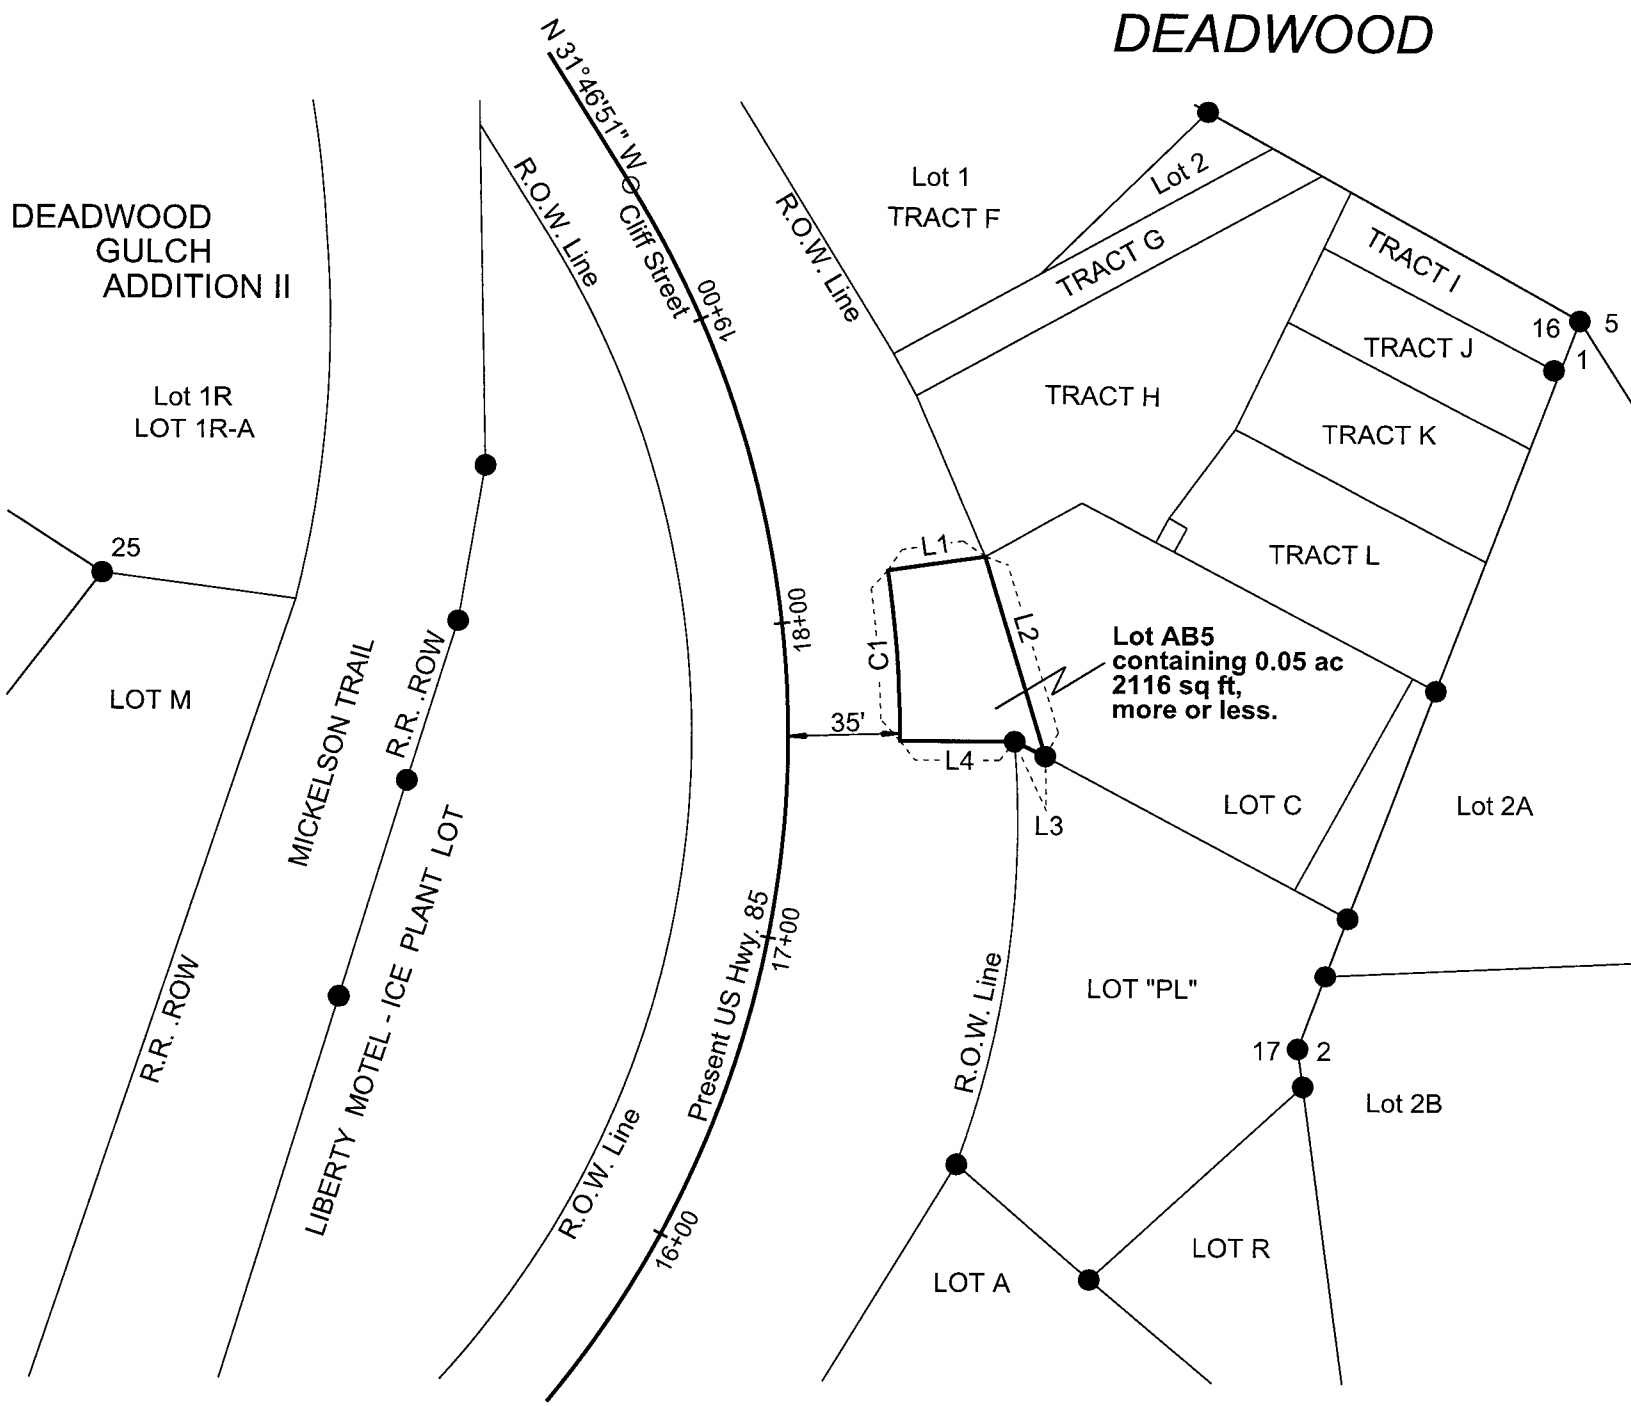 DEADWOOD
N 31°46'51" W
Cliff Street
R.O.W. Line
R.O.W. Line
Lot 1
TRACT F
Lot 2
TRACT G
TRACT I
DEADWOOD
GULCH
ADDITION II
19+00
16
5
1
TRACT J
TRACT H
TRACT K
Lot 1R
LOT 1R-A
25
L1
TRACT L
18+00
C1
L2
Lot AB5
containing 0.05 ac
2116 sq ft,
more or less.
LOT M
MICKELSON TRAIL
R.R. .ROW
35'
L4
L3
LOT C
Lot 2A
LIBERTY MOTEL - ICE PLANT LOT
Present US Hwy. 85
17+00
R.R. .ROW
R.O.W. Line
LOT "PL"
17
2
Lot 2B
R.O.W. Line
16+00
LOT R
LOT A